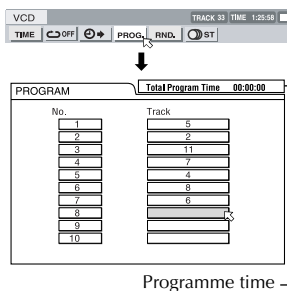 VCD
TRACK 33 TIME 1:25:58
TIME OFF PROG. RND. ST
PROGRAM Total Program Time 00:00:00
No. Track
1 5
2 2
3 11
4 7
5 4
6 8
7 6
8
9
10
Programme time –